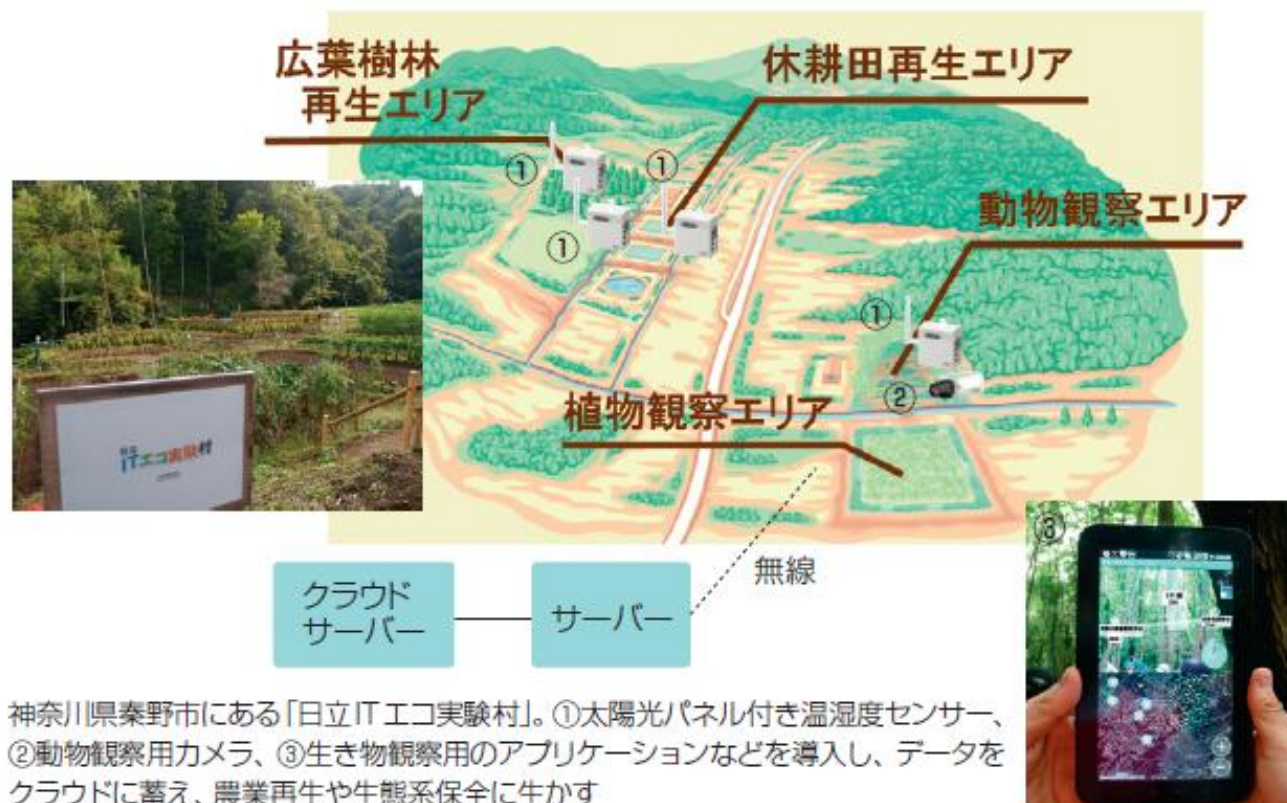 広葉樹林
再生エリア
休耕田再生エリア
①
①
動物観察エリア
①
①
②
植物観察エリア
ITエコ実験村
無線
③
クラウド
サーバー
サーバー
神奈川県秦野市にある「日立ITエコ実験村」。①太陽光パネル付き温湿度センサー、
②動物観察用カメラ、③生き物観察用のアプリケーションなどを導入し、データを
クラウドに蓄え、農業再生や生態系保全に生かす